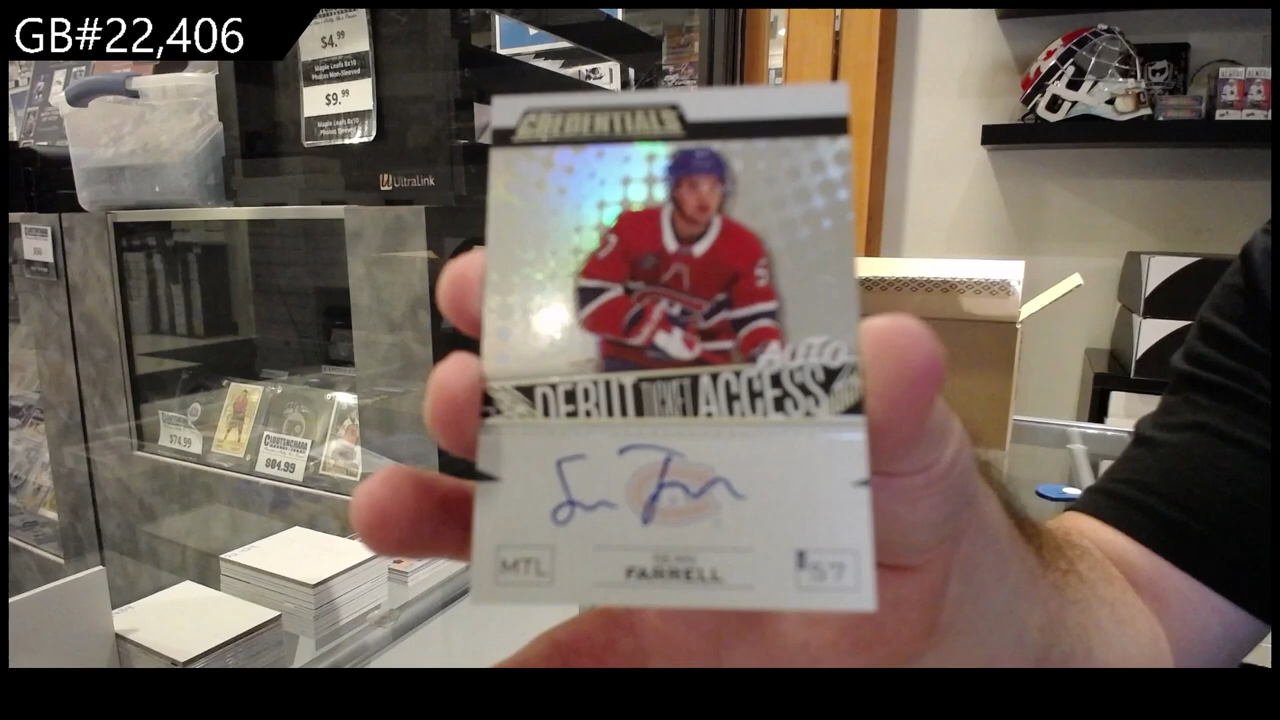 GB#22,406
$4.99
Maple Leafs 8x10
Photos Non-Sleeved
$9.99
Maple Leafs 8x10
Photos Sleeved
UltraLink
CREDENTIALS
AUTO
DEBUT TICKET ACCESS
MTL
FARRELL
57
$74.99
$84.99